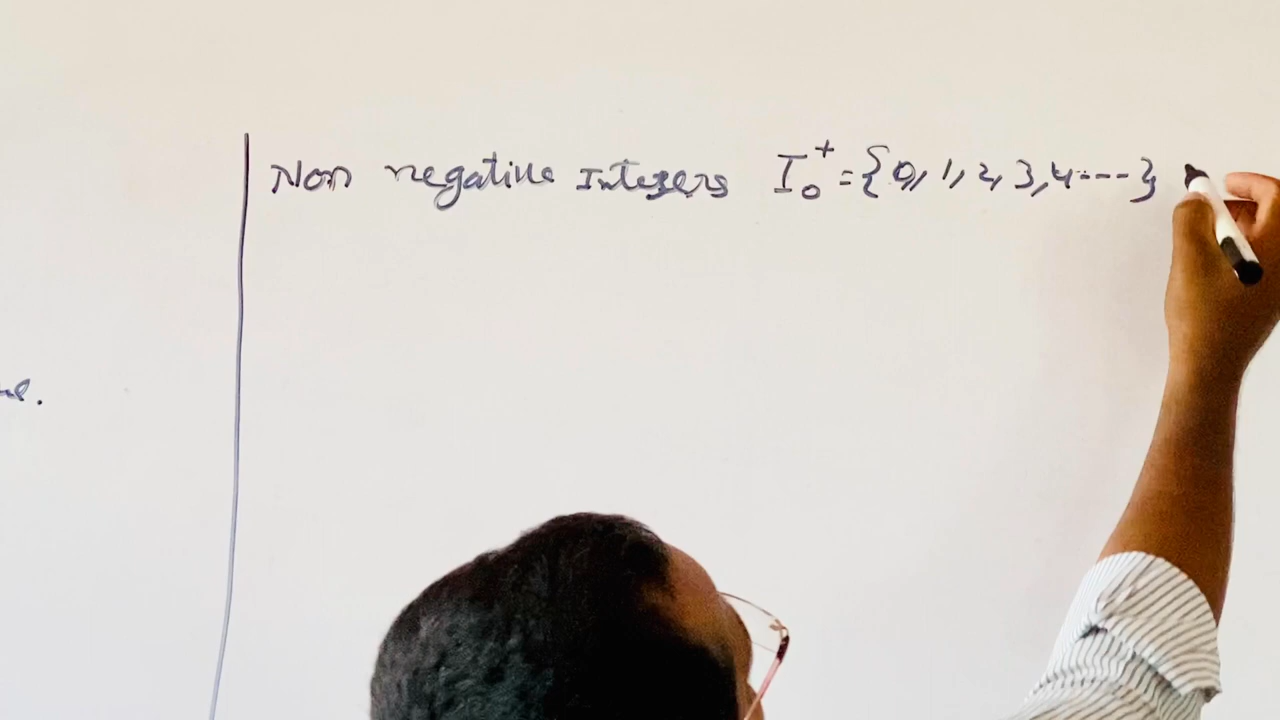 Non negative Integers I₀⁺ = {0, 1, 2, 3, 4----}